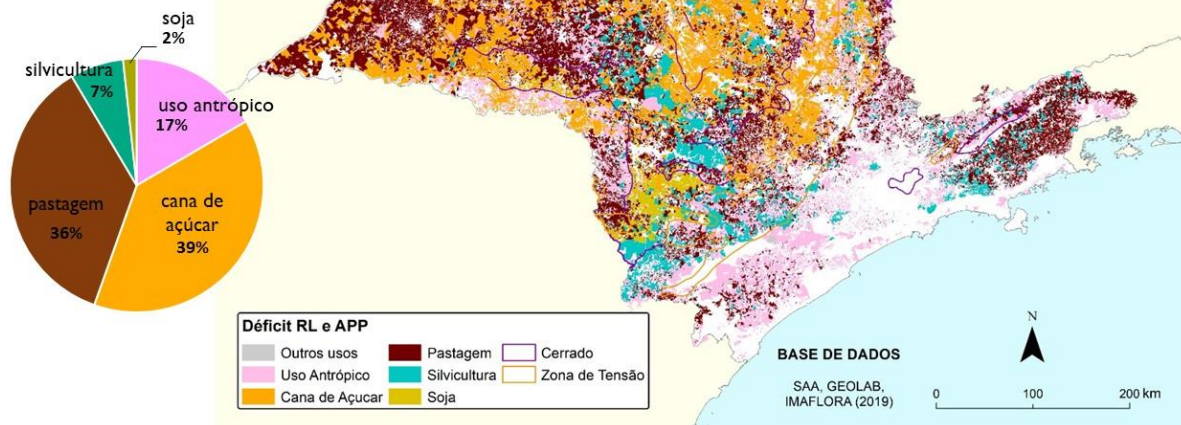 soja
2%
silvicultura
7%
uso antrópico
17%
pastagem
36%
cana de
açúcar
39%
Déficit RL e APP
Outros usos
Uso Antrópico
Cana de Açucar
Pastagem
Silvicultura
Soja
Cerrado
Zona de Tensão
BASE DE DADOS
SAA, GEOLAB,
IMAFLORA (2019)
N
0 100 200 km